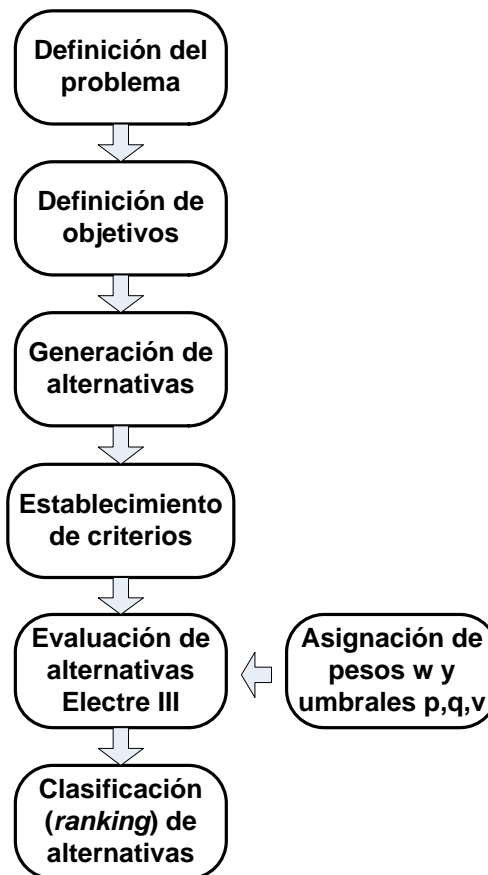 Definición del
problema
Definición de
objetivos
Generación de
alternativas
Establecimiento
de criterios
Evaluación de
alternativas
Electre III
Asignación de
pesos w y
umbrales p,q,v
Clasificación
(ranking) de
alternativas